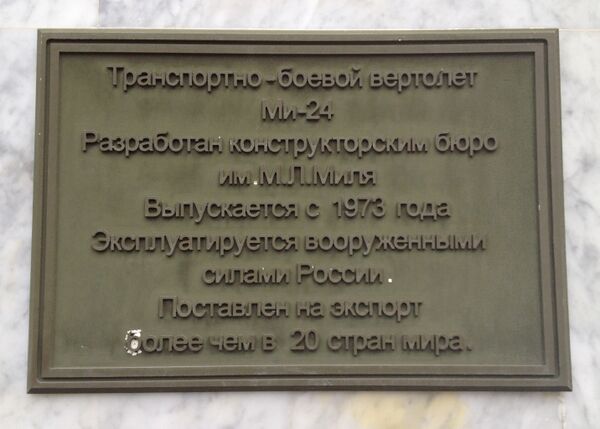 Транспортно-боевой вертолет
Ми-24
Разработан конструкторским бюро
им.М.Л.Миля
Выпускается с 1973 года
Эксплуатируется вооруженными
силами России.
Поставлен на экспорт
более чем в 20 стран мира.